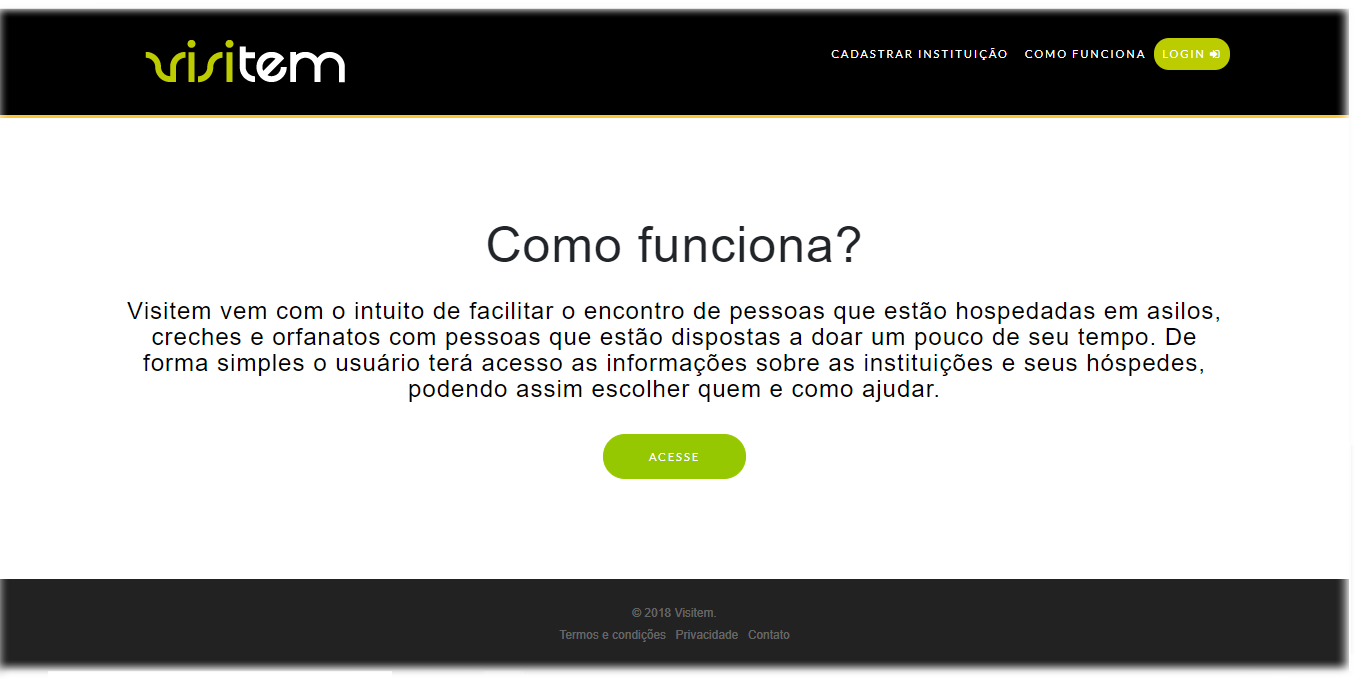 visitem
CADASTRAR INSTITUIÇÃO COMO FUNCIONA LOGIN
Como funciona?
Visitem vem com o intuito de facilitar o encontro de pessoas que estão hospedadas em asilos,
creches e orfanatos com pessoas que estão dispostas a doar um pouco de seu tempo. De
forma simples o usuário terá acesso as informações sobre as instituições e seus hóspedes,
podendo assim escolher quem e como ajudar.
ACESSE
© 2018 Visitem.
Termos e condições Privacidade Contato